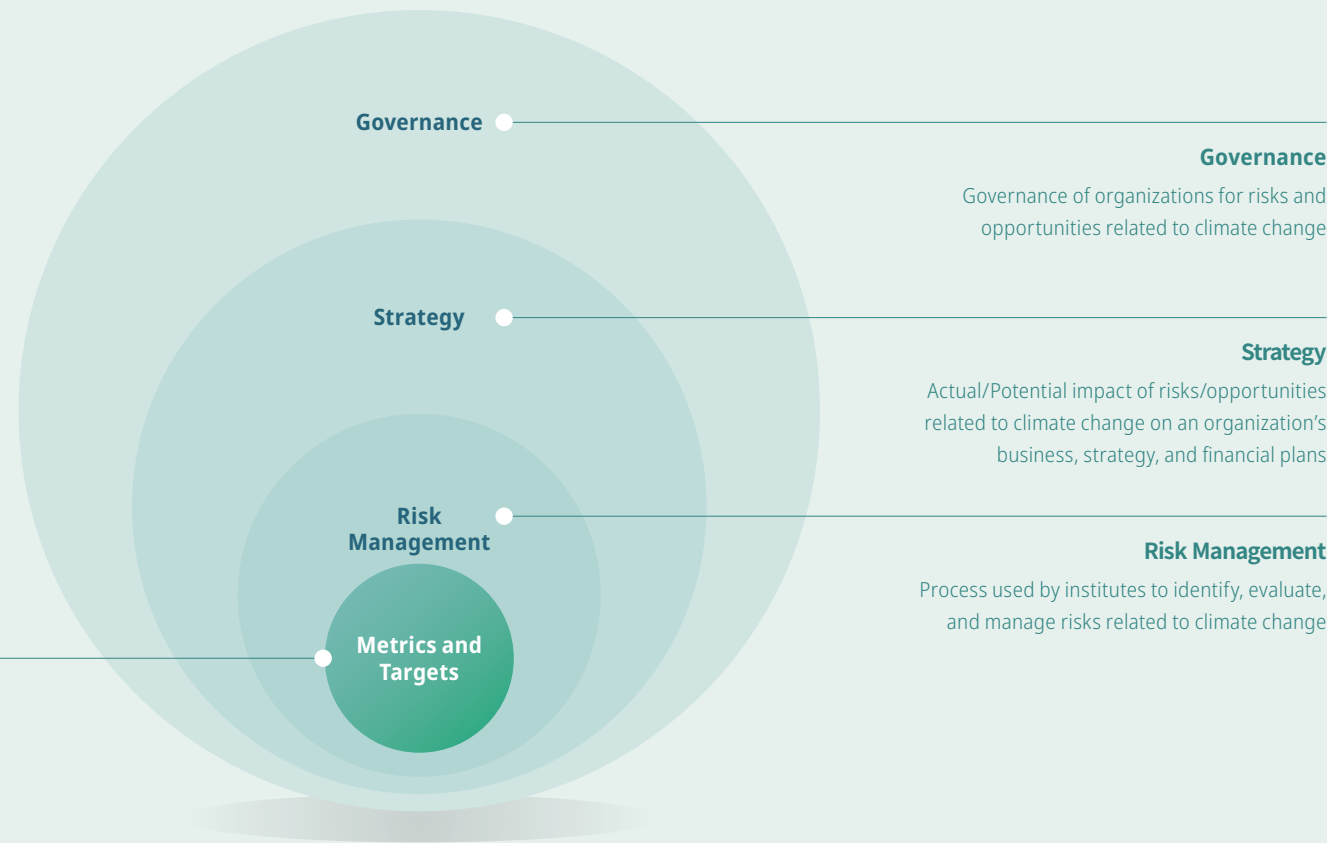 Governance
Governance
Governance of organizations for risks and
opportunities related to climate change
Strategy
Strategy
Actual/Potential impact of risks/opportunities
related to climate change on an organization’s
business, strategy, and financial plans
Risk
Management
Risk Management
Process used by institutes to identify, evaluate,
and manage risks related to climate change
Metrics and
Targets